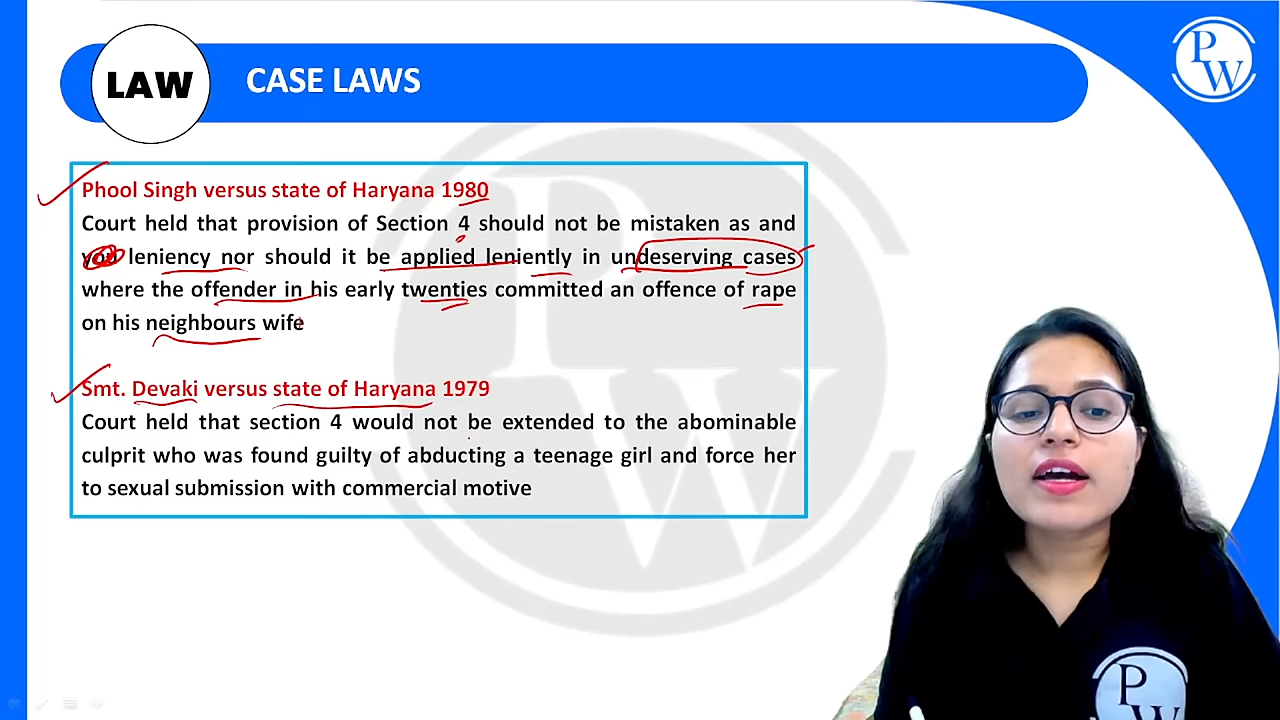 LAW
CASE LAWS
PW
Phool Singh versus state of Haryana 1980
Court held that provision of Section 4 should not be mistaken as and
leniency nor should it be applied leniently in undeserving cases
where the offender in his early twenties committed an offence of rape
on his neighbours wife
Smt. Devaki versus state of Haryana 1979
Court held that section 4 would not be extended to the abominable
culprit who was found guilty of abducting a teenage girl and force her
to sexual submission with commercial motive
PW
PW